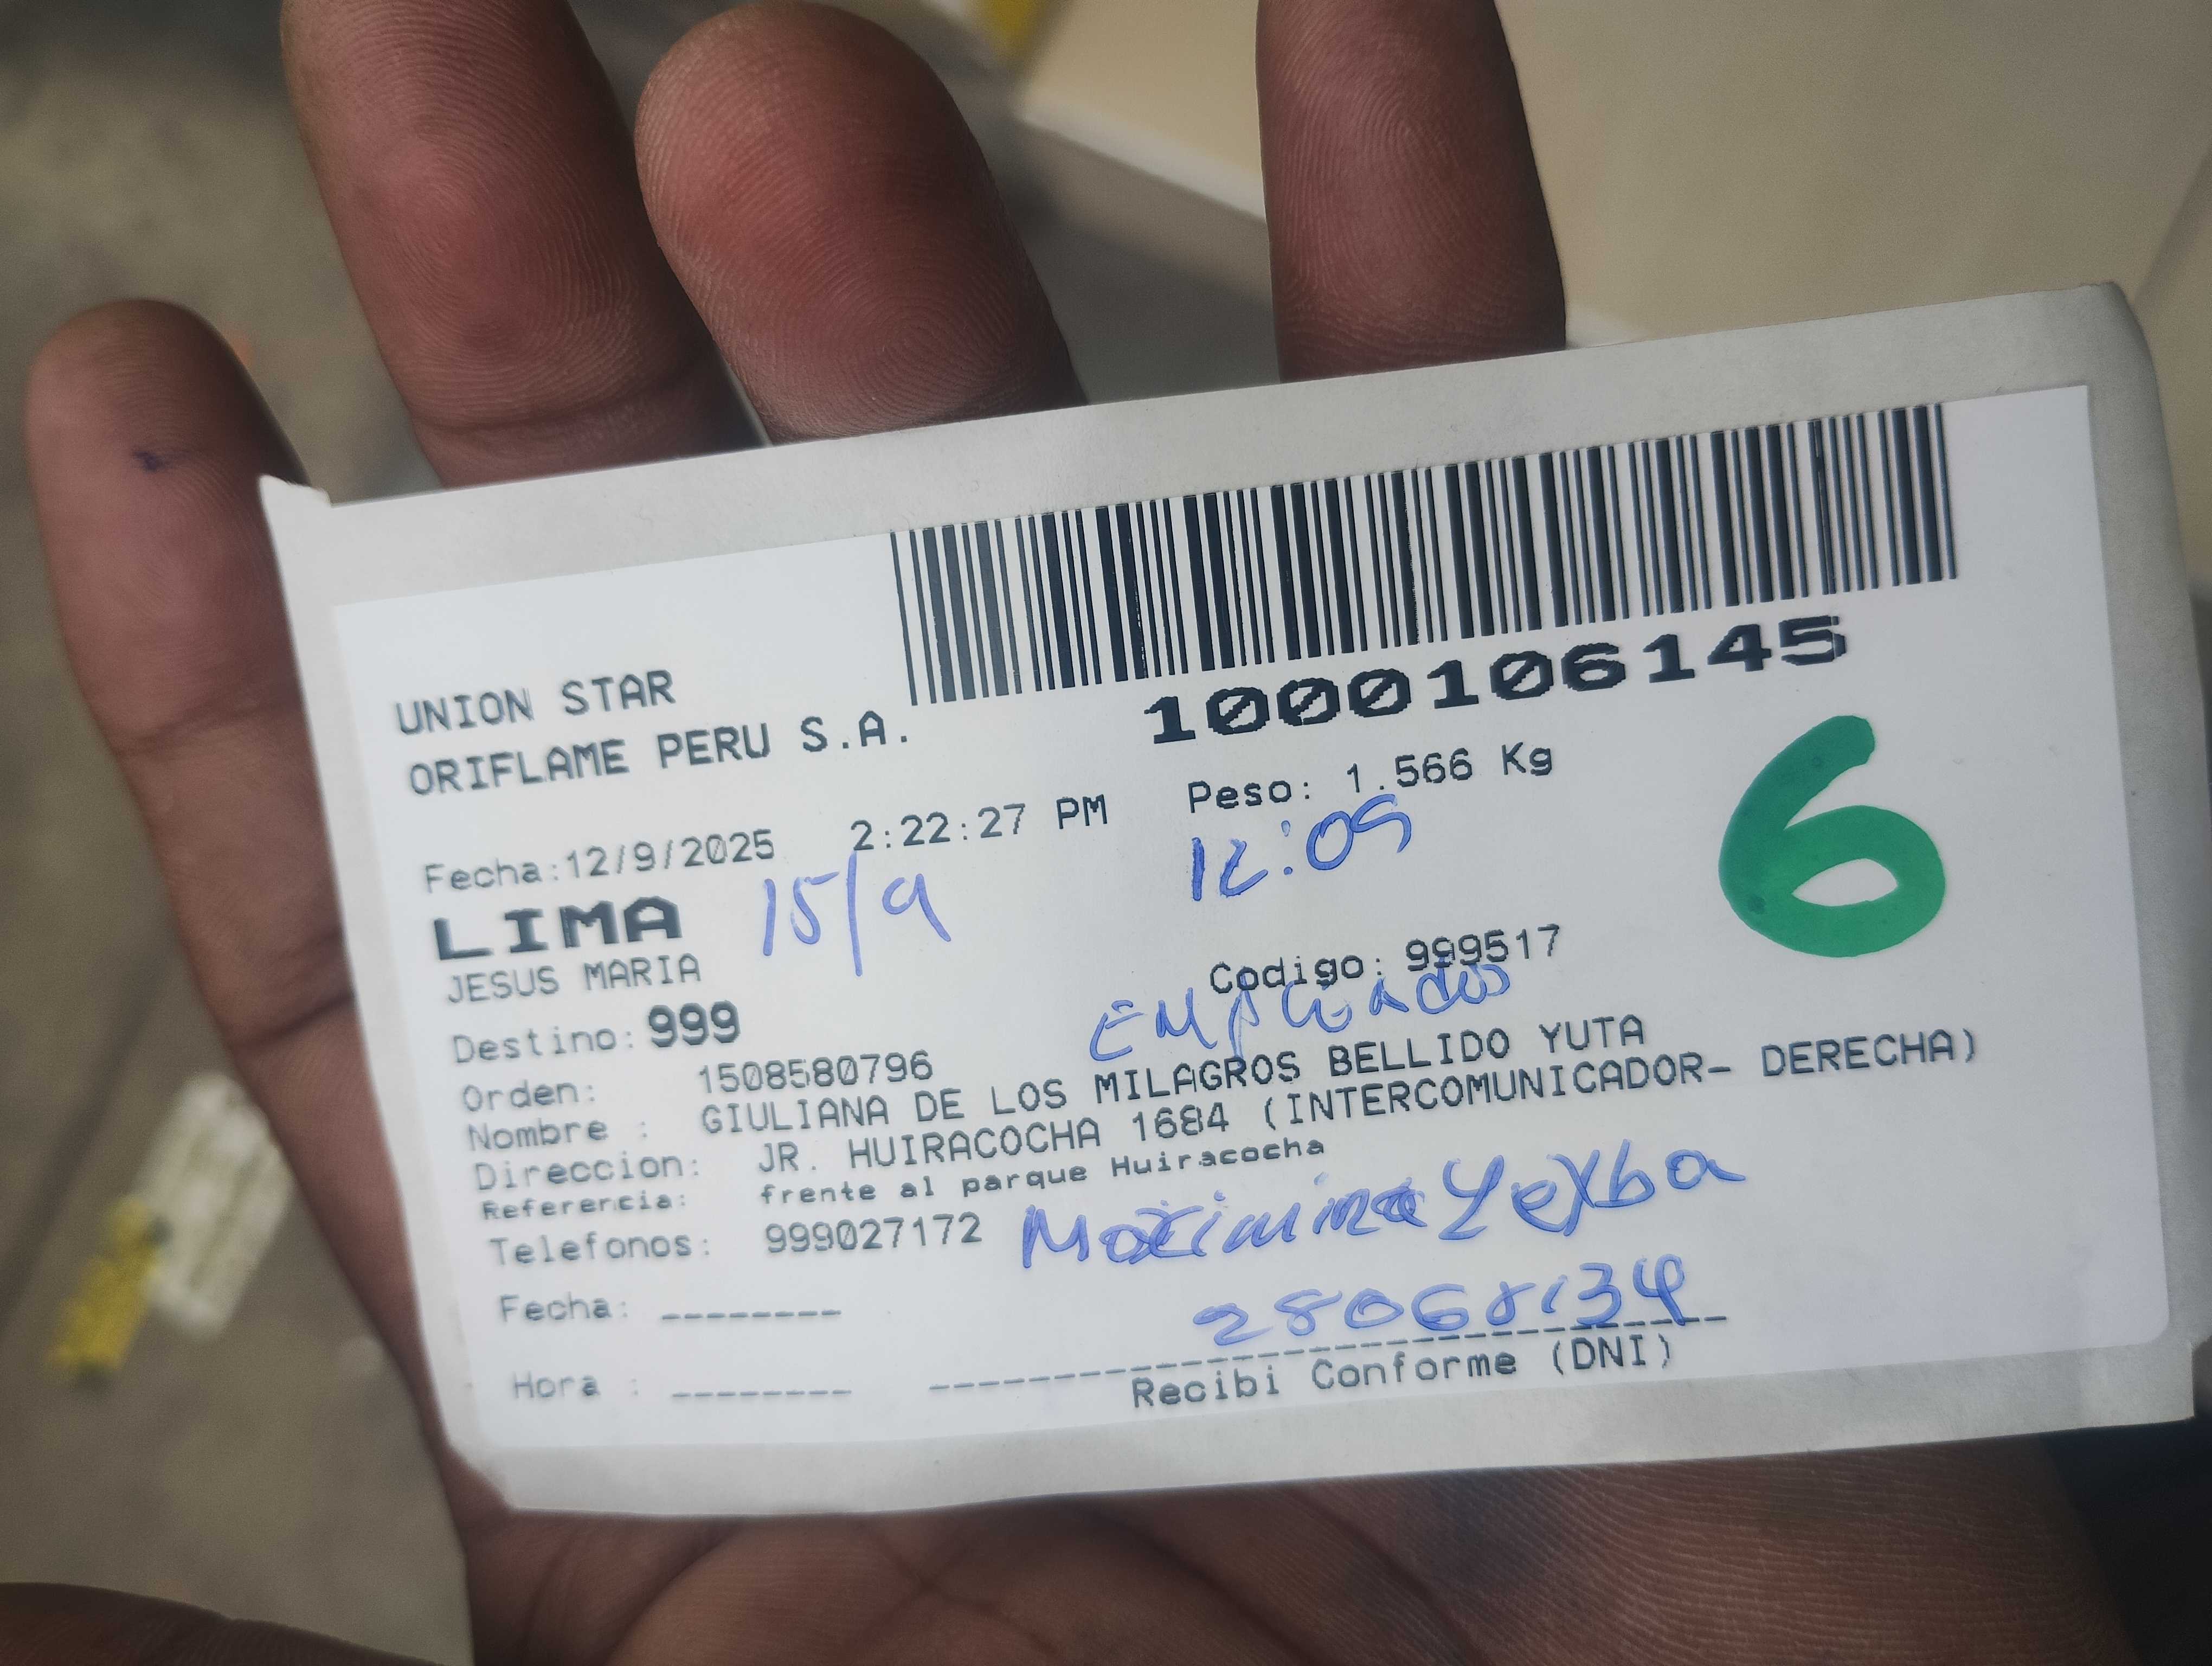 1000106145
UNION STAR
ORIFLAME PERU S.A.
Peso: 1.566 Kg
Fecha:12/9/2025 2:22:27 PM
12:09
6
LIMA
15/9
JESUS MARIA
Codigo: 999517
Destino: 999
Orden: 1508580796
Nombre : GIULIANA DE LOS MILAGROS BELLIDO YUTA
Direccion: JR. HUIRACOCHA 1684 (INTERCOMUNICADOR- DERECHA)
Referencia: frente al parque Huiracocha
Telefonos: 999027172
Maximina
Fecha: --------
Hora : --------
Recibi Conforme (DNI)